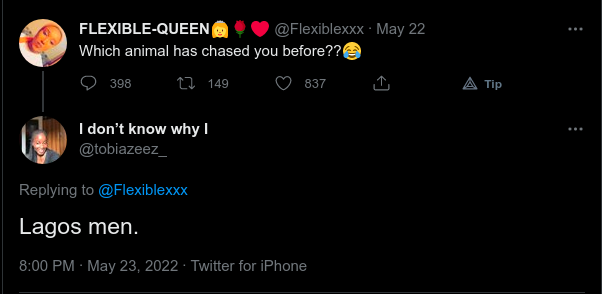 FLEXIBLE-QUEEN👸🌹❤️ @Flexiblexxx · May 22
Which animal has chased you before??😂
398 149 837 Tip
I don’t know why I
@tobiazeez_
Replying to @Flexiblexxx
Lagos men.
8:00 PM · May 23, 2022 · Twitter for iPhone